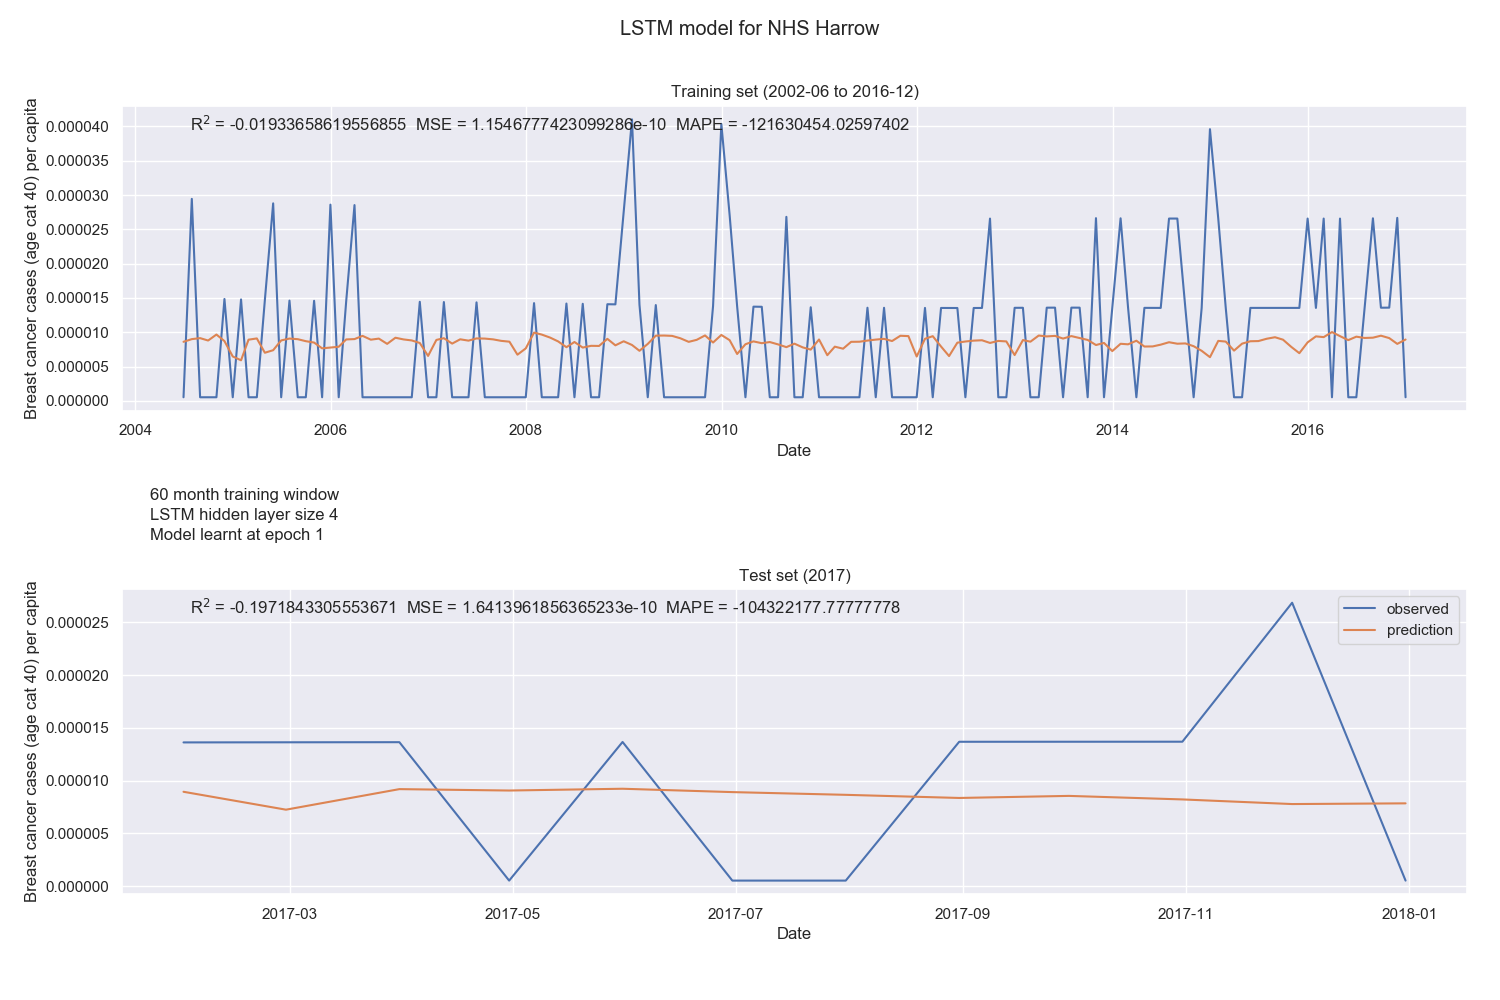 LSTM model for NHS Harrow
Training set (2002-06 to 2016-12)
R² = -0.01933658619556855 MSE = 1.1546777423099286e-10 MAPE = -121630454.02597402
Breast cancer cases (age cat 40) per capita
0.000040
0.000035
0.000030
0.000025
0.000020
0.000015
0.000010
0.000005
0.000000
2004 2006 2008 2010 2012 2014 2016
Date
60 month training window
LSTM hidden layer size 4
Model learnt at epoch 1
Test set (2017)
R² = -0.1971843305553671 MSE = 1.6413961856365233e-10 MAPE = -104322177.77777778
observed
prediction
Breast cancer cases (age cat 40) per capita
0.000025
0.000020
0.000015
0.000010
0.000005
0.000000
2017-03 2017-05 2017-07 2017-09 2017-11 2018-01
Date